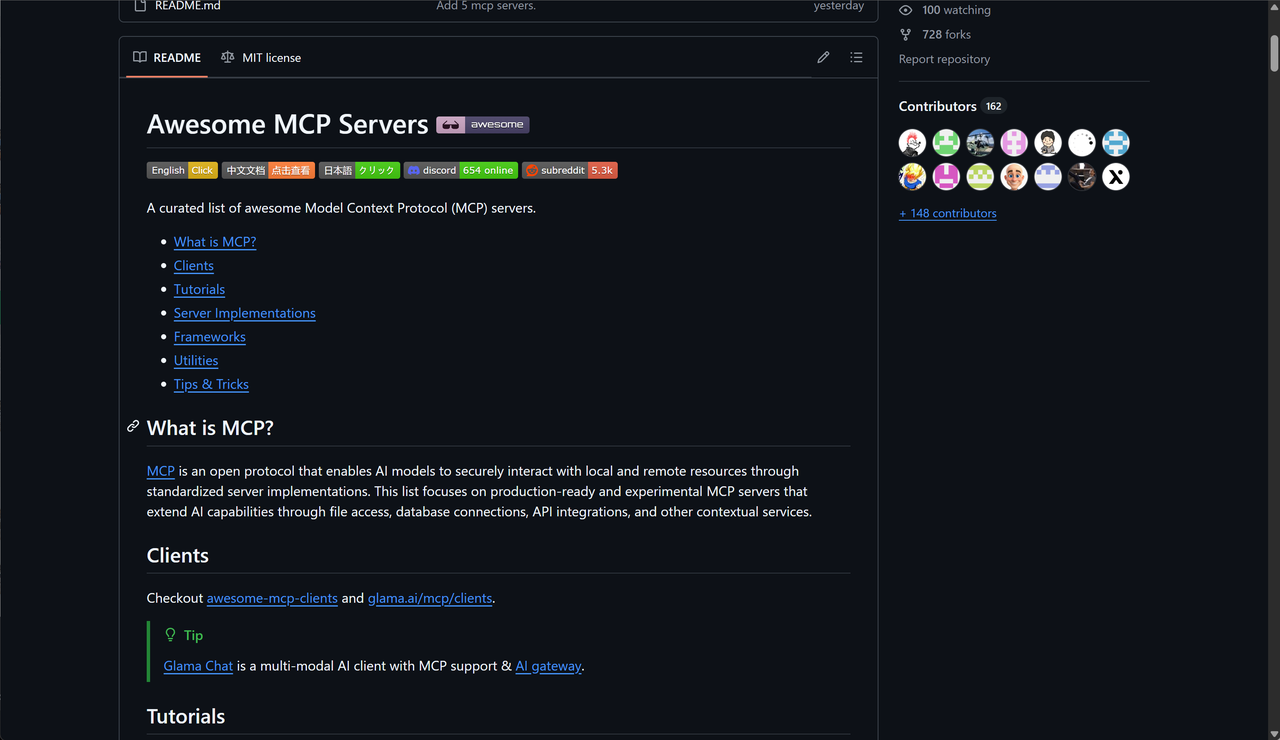 README.md Add 5 mcp servers. yesterday
100 watching
728 forks
Report repository
README MIT license
Contributors 162
+ 148 contributors
Awesome MCP Servers awesome
English Click 中文文档 点击查看 日本語 クリック discord 654 online subreddit 5.3k
A curated list of awesome Model Context Protocol (MCP) servers.
What is MCP?
Clients
Tutorials
Server Implementations
Frameworks
Utilities
Tips & Tricks
What is MCP?
MCP is an open protocol that enables AI models to securely interact with local and remote resources through
standardized server implementations. This list focuses on production-ready and experimental MCP servers that
extend AI capabilities through file access, database connections, API integrations, and other contextual services.
Clients
Checkout awesome-mcp-clients and glama.ai/mcp/clients.
Tip
Glama Chat is a multi-modal AI client with MCP support & AI gateway.
Tutorials